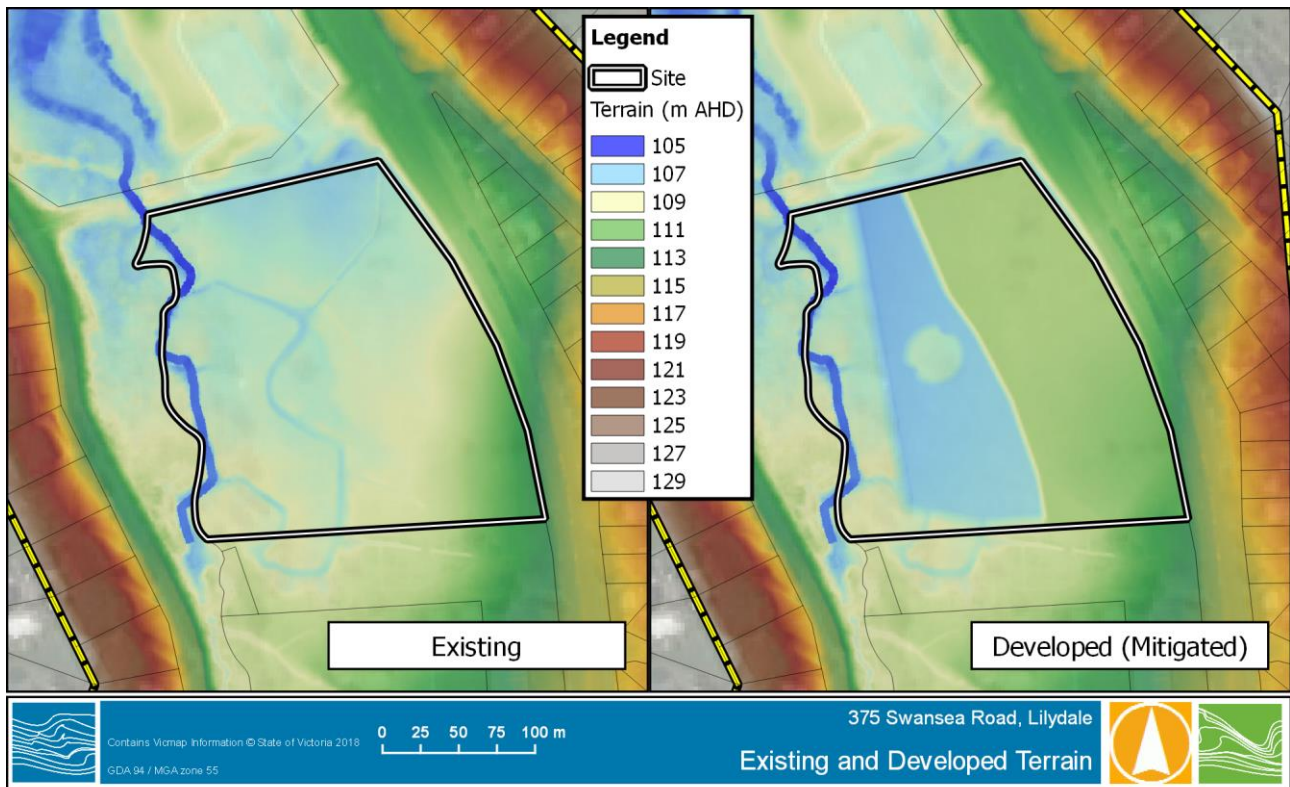 Legend
Site
Terrain (m AHD)
105
107
109
111
113
115
117
119
121
123
125
127
129
Existing
Developed (Mitigated)
Contains Vicmap Information © State of Victoria 2018
GDA 94 / MGA zone 55
0 25 50 75 100 m
375 Swansea Road, Lilydale
Existing and Developed Terrain